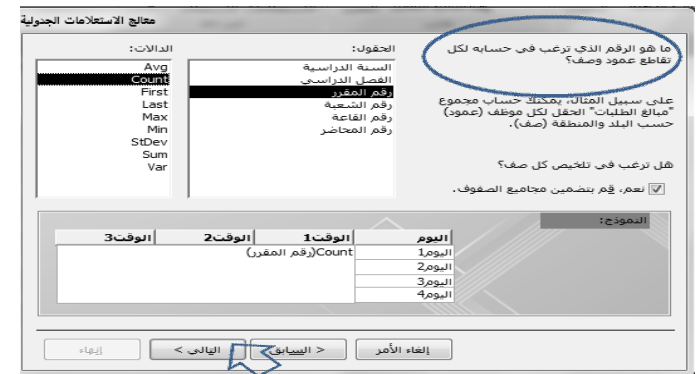 معالج الاستعلامات الجدولية
ما هو الرقم الذي ترغب في حسابه لكل
تقاطع عمود وصف؟
على سبيل المثال، يمكنك حساب مجموع
"مبالغ الطلبات" الحقل لكل موظف (عمود)
حسب البلد والمنطقة (صف).
هل ترغب في تلخيص كل صف؟
نعم، قم بتضمين مجاميع الصفوف.
الحقول:
السنة الدراسية
الفصل الدراسي
رقم المقرر
رقم الشعبة
رقم القاعة
رقم المحاضر
الدالات:
Avg
Count
First
Last
Max
Min
StDev
Sum
Var
النموذج:
اليوم الوقت1 الوقت2 الوقت3
اليوم1 Count(رقم المقرر)
اليوم2
اليوم3
اليوم4
إلغاء الأمر < السابق التالي > إنهاء